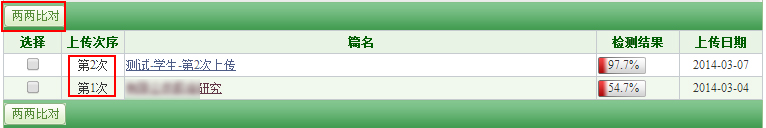 两两比对
选择 上传次序 篇名 检测结果 上传日期
第2次 测试-学生-第2次上传 97.7% 2014-03-07
第1次 研究 54.7% 2014-03-04
两两比对